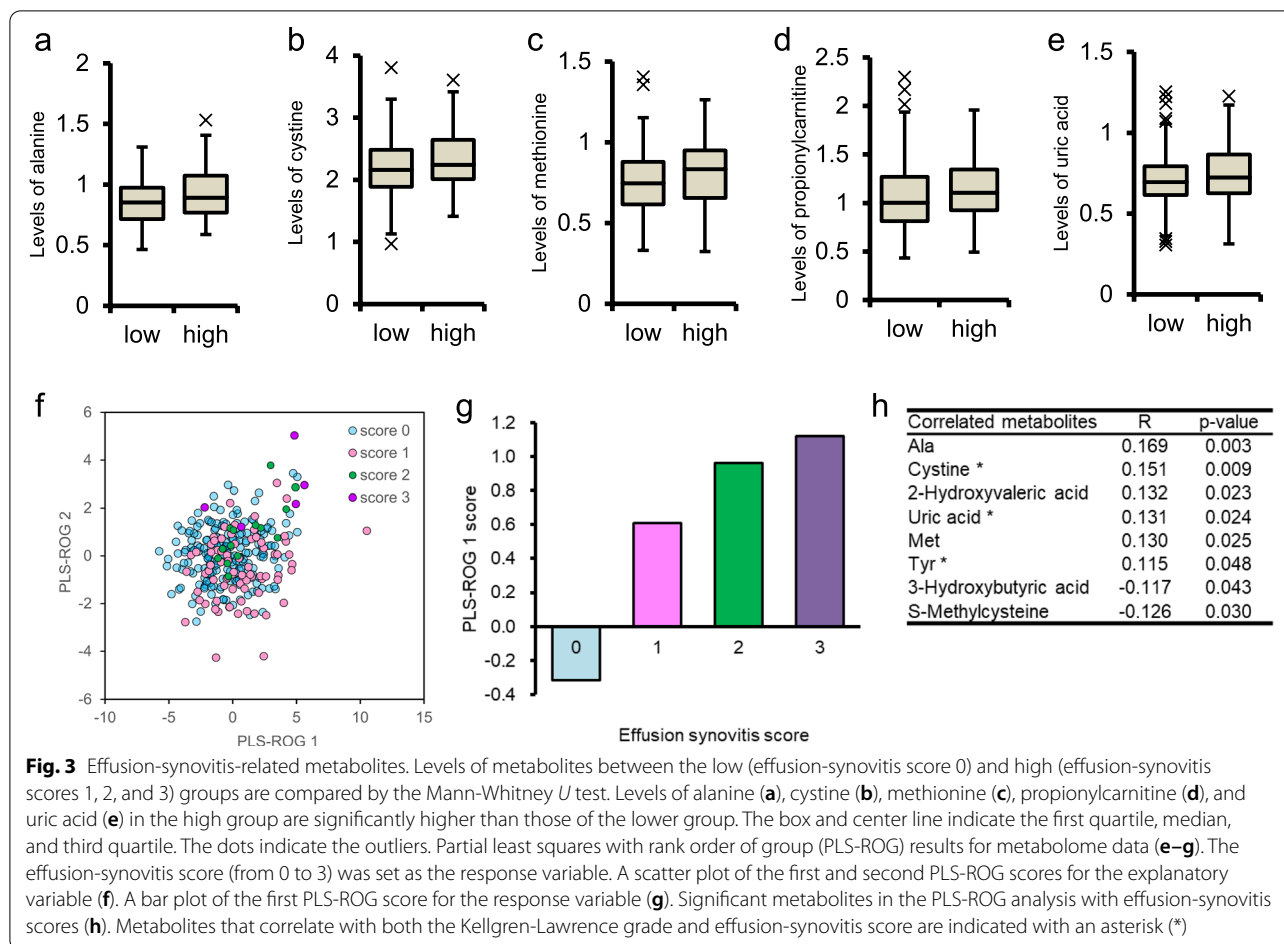 a
Levels of alanine
2
1.5
1
0.5
0
low high
b
Levels of cystine
4
3
2
1
0
low high
c
Levels of methionine
1.5
1
0.5
0
low high
d
Levels of propionylcarnitine
2.5
2
1.5
1
0.5
0
low high
e
Levels of uric acid
1.5
1
0.5
0
low high
f
PLS-ROG 2
6
4
2
0
-2
-4
-6
-10 -5 0 5 10 15
PLS-ROG 1
score 0
score 1
score 2
score 3
g
PLS-ROG 1 score
1.2
1.0
0.8
0.6
0.4
0.2
0.0
-0.2
-0.4
0 1 2 3
Effusion synovitis score
h
Correlated metabolites R p-value
Ala 0.169 0.003
Cystine * 0.151 0.009
2-Hydroxyvaleric acid 0.132 0.023
Uric acid * 0.131 0.024
Met 0.130 0.025
Tyr * 0.115 0.048
3-Hydroxybutyric acid -0.117 0.043
S-Methylcysteine -0.126 0.030
Fig. 3 Effusion-synovitis-related metabolites. Levels of metabolites between the low (effusion-synovitis score 0) and high (effusion-synovitis
scores 1, 2, and 3) groups are compared by the Mann-Whitney U test. Levels of alanine (a), cystine (b), methionine (c), propionylcarnitine (d), and
uric acid (e) in the high group are significantly higher than those of the lower group. The box and center line indicate the first quartile, median,
and third quartile. The dots indicate the outliers. Partial least squares with rank order of group (PLS-ROG) results for metabolome data (e–g). The
effusion-synovitis score (from 0 to 3) was set as the response variable. A scatter plot of the first and second PLS-ROG scores for the explanatory
variable (f). A bar plot of the first PLS-ROG score for the response variable (g). Significant metabolites in the PLS-ROG analysis with effusion-synovitis
scores (h). Metabolites that correlate with both the Kellgren-Lawrence grade and effusion-synovitis score are indicated with an asterisk (*)